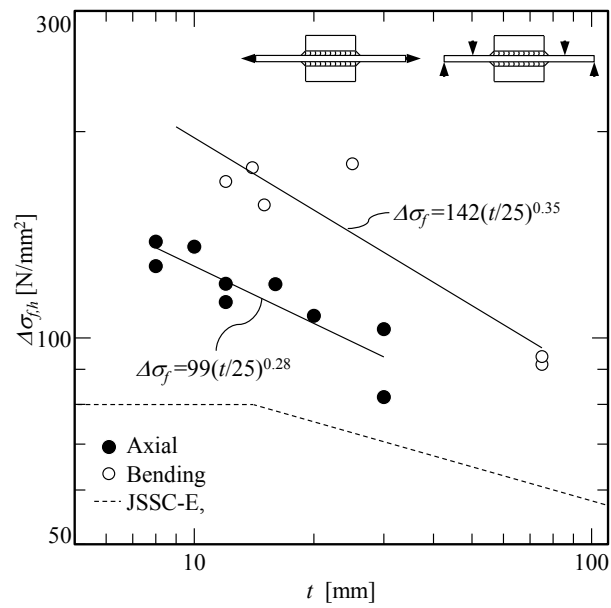 300
Δσf,h [N/mm²]
Δσf=142(t/25)^0.35
100
Δσf=99(t/25)^0.28
Axial
Bending
JSSC-E,
50
10
100
t [mm]